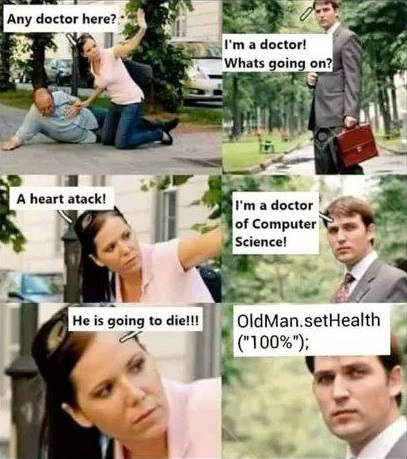 Any doctor here?
I'm a doctor!
Whats going on?
A heart atack!
I'm a doctor
of Computer
Science!
He is going to die!!!
OldMan.setHealth
("100%");